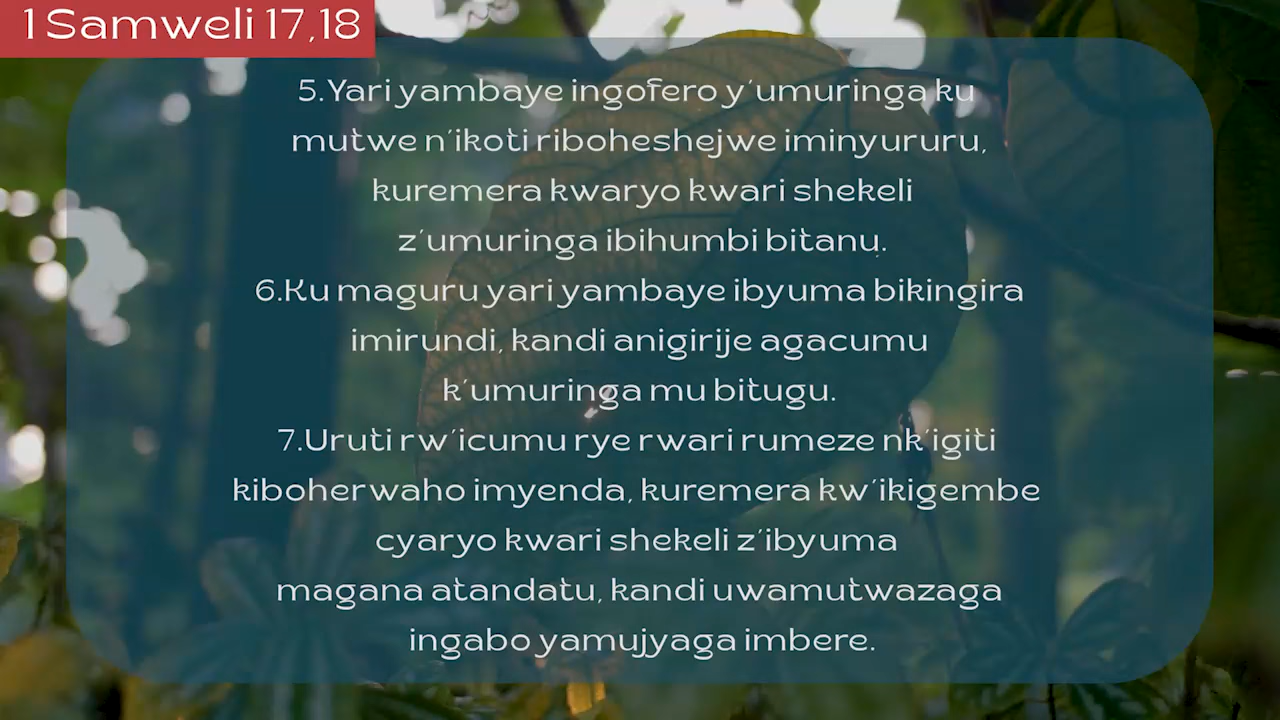 1 Samweli 17,18
5.Yari yambaye ingofero y'umuringa ku
mutwe n'ikoti riboheshejwe iminyururu,
kuremera kwaryo kwari shekeli
z'umuringa ibihumbi bitanu.
6.Ku maguru yari yambaye ibyuma bikingira
imirundi, kandi anigirije agacumu
k'umuringa mu bitugu.
7.Uruti rw'icumu rye rwari rumeze nk'igiti
kiboherwaho imyenda, kuremera kw'ikigembe
cyaryo kwari shekeli z'ibyuma
magana atandatu, kandi uwamutwazaga
ingabo yamujyaga imbere.